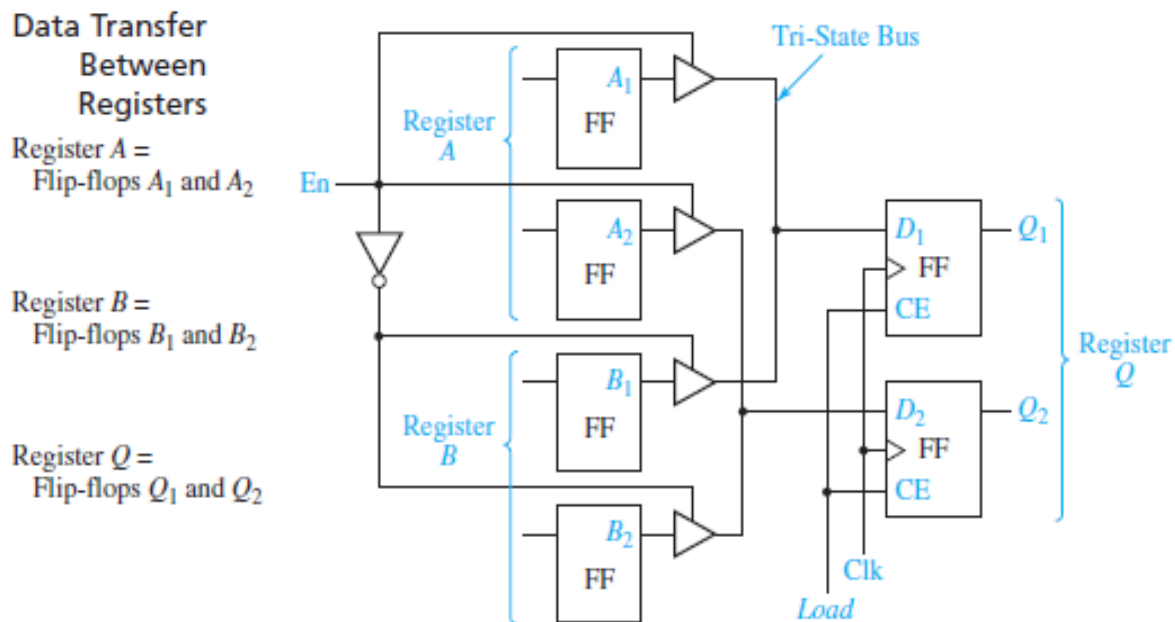 Data Transfer
Between
Registers
Register A =
Flip-flops A₁ and A₂
Register B =
Flip-flops B₁ and B₂
Register Q =
Flip-flops Q₁ and Q₂
En
Register
A
A₁
FF
A₂
FF
Register
B
B₁
FF
B₂
FF
Tri-State Bus
D₁
FF
CE
Q₁
D₂
FF
CE
Q₂
Register
Q
Clk
Load